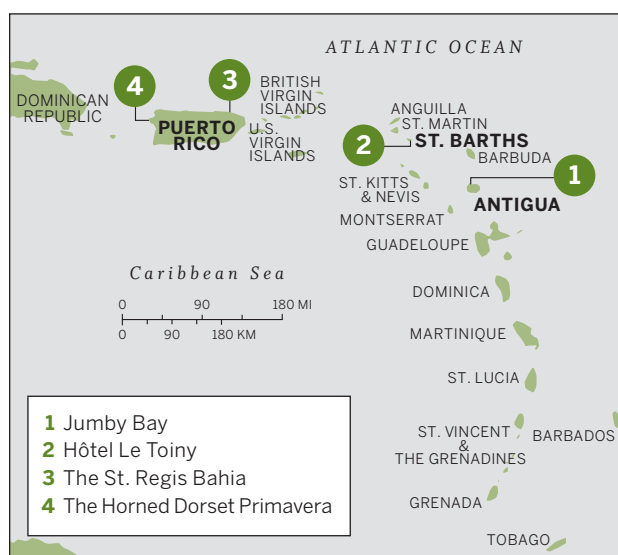 ATLANTIC OCEAN
4
3
DOMINICAN
REPUBLIC
PUERTO
RICO
BRITISH
VIRGIN
ISLANDS
U.S.
VIRGIN
ISLANDS
ANGUILLA
ST. MARTIN
2
ST. BARTHS
BARBUDA
1
ST. KITTS
& NEVIS
ANTIGUA
MONTSERRAT
GUADELOUPE
Caribbean Sea
0 90 180 MI
0 90 180 KM
DOMINICA
MARTINIQUE
ST. LUCIA
ST. VINCENT
&
THE GRENADINES
BARBADOS
GRENADA
TOBAGO
1 Jumby Bay
2 Hôtel Le Toiny
3 The St. Regis Bahia
4 The Horned Dorset Primavera